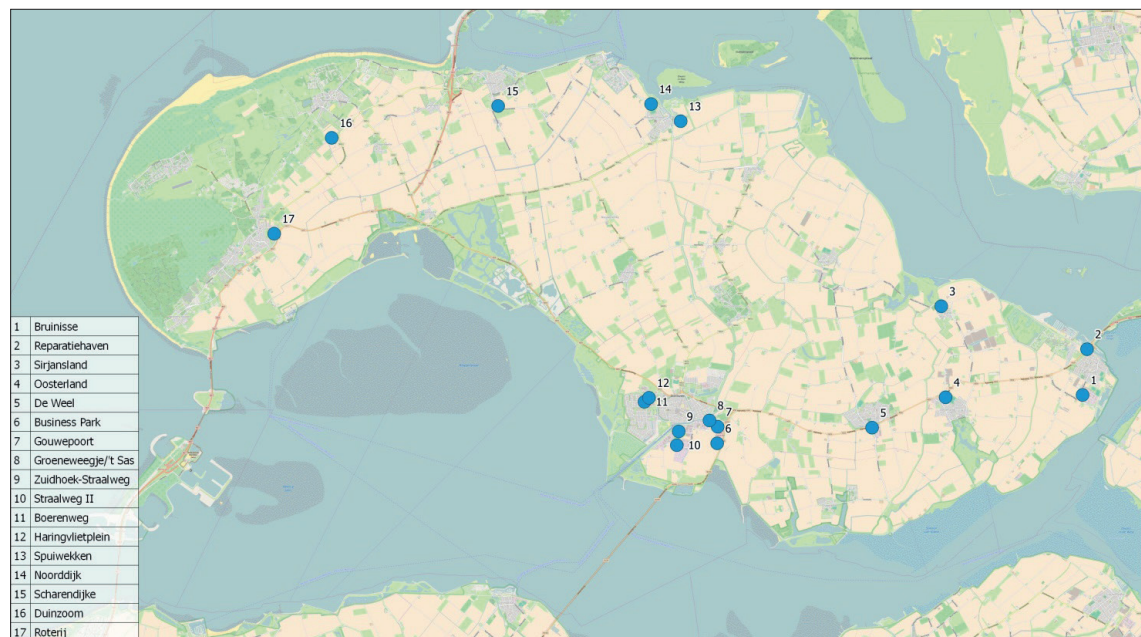 15
14
13
16
17
3
2
12
11
1
4
8
7
5
9
6
10
1 Bruinisse
2 Reparatiehaven
3 Sirjansland
4 Oosterland
5 De Weel
6 Business Park
7 Gouwepoort
8 Groeneweegje/'t Sas
9 Zuidhoek-Straalweg
10 Straalweg II
11 Boerenweg
12 Haringvlietplein
13 Spuiwekken
14 Noorddijk
15 Scharendijke
16 Duinzoom
17 Roterij